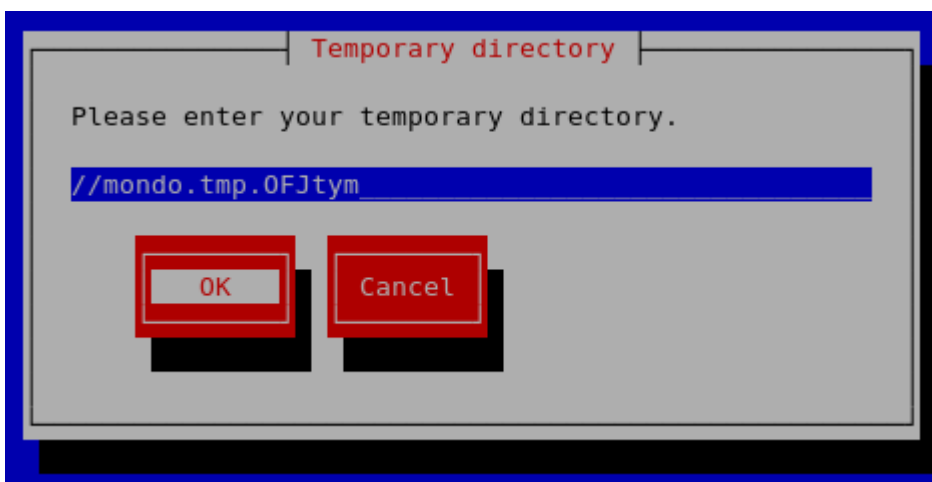 Temporary directory
Please enter your temporary directory.
//mondo.tmp.OFJtym
OK Cancel